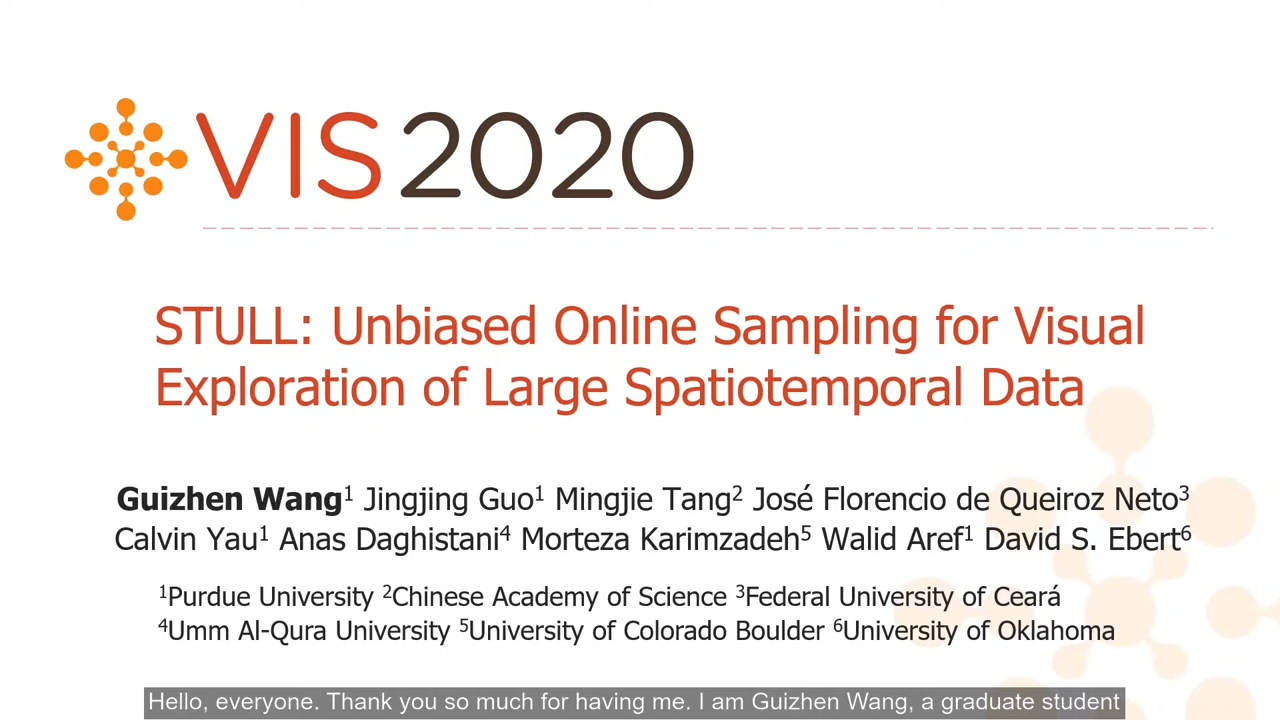 VIS2020
STULL: Unbiased Online Sampling for Visual
Exploration of Large Spatiotemporal Data
Guizhen Wang¹ Jingjing Guo¹ Mingjie Tang² José Florencio de Queiroz Neto³
Calvin Yau¹ Anas Daghistani⁴ Morteza Karimzadeh⁵ Walid Aref¹ David S. Ebert⁶
¹Purdue University ²Chinese Academy of Science ³Federal University of Ceará
⁴Umm Al-Qura University ⁵University of Colorado Boulder ⁶University of Oklahoma
Hello, everyone. Thank you so much for having me. I am Guizhen Wang, a graduate student